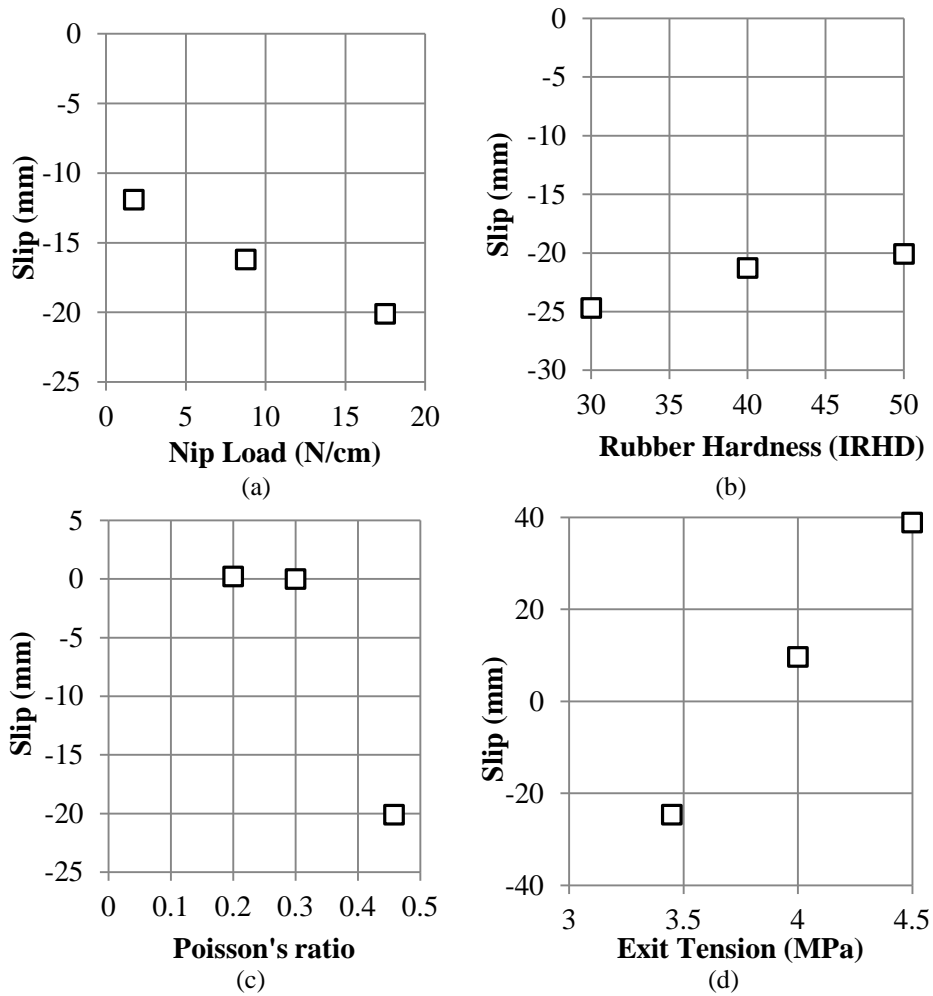 0
-5
-10
-15
-20
-25
Slip (mm)
0 5 10 15 20
Nip Load (N/cm)
(a)
0
-5
-10
-15
-20
-25
-30
Slip (mm)
30 35 40 45 50
Rubber Hardness (IRHD)
(b)
5
0
-5
-10
-15
-20
-25
Slip (mm)
0 0.1 0.2 0.3 0.4 0.5
Poisson's ratio
(c)
40
20
0
-20
-40
Slip (mm)
3 3.5 4 4.5
Exit Tension (MPa)
(d)